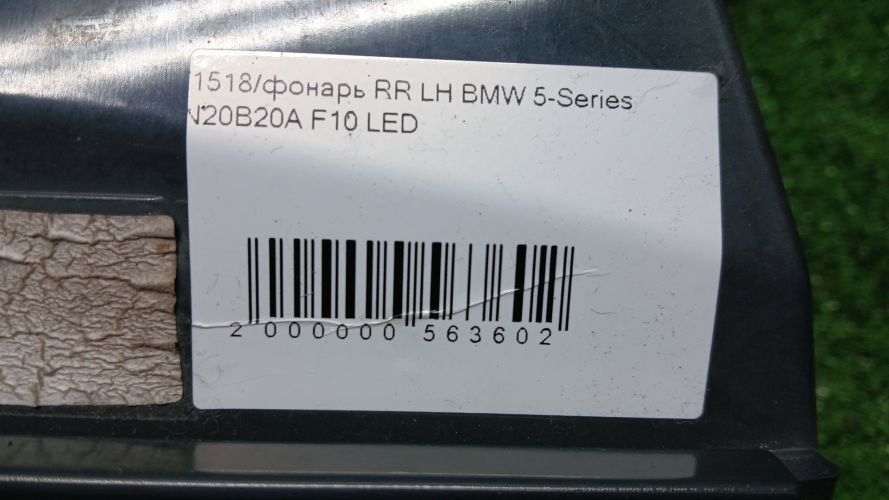 1518/фонарь RR LH BMW 5-Series
N20B20A F10 LED
2 000000 563602